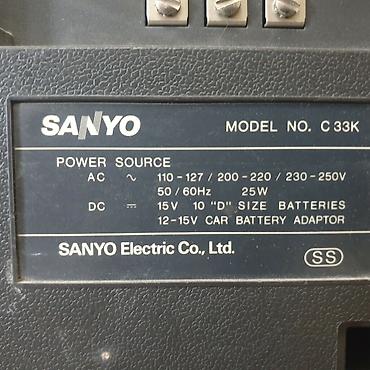 SANYO MODEL NO. C 33K
POWER SOURCE
AC ∿ 110-127 / 200-220 / 230-250V
50 / 60Hz 25W
DC ⎓ 15V 10 "D" SIZE BATTERIES
12-15V CAR BATTERY ADAPTOR
SANYO Electric Co., Ltd.
SS